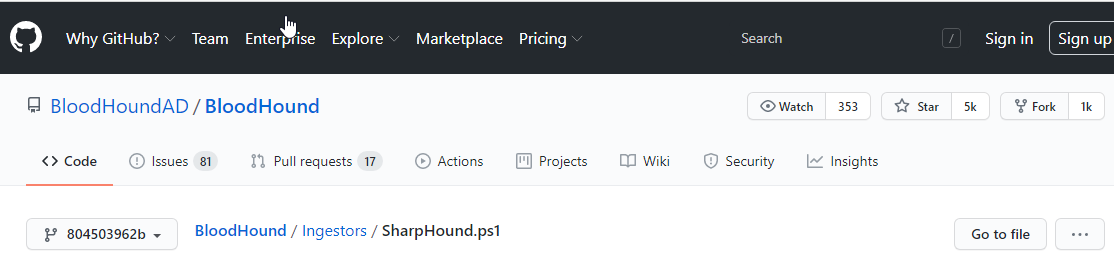 Why GitHub? Team Enterprise Explore Marketplace Pricing Search / Sign in Sign up
BloodHoundAD / BloodHound Watch 353 Star 5k Fork 1k
Code Issues 81 Pull requests 17 Actions Projects Wiki Security Insights
804503962b BloodHound / Ingestors / SharpHound.ps1 Go to file ...